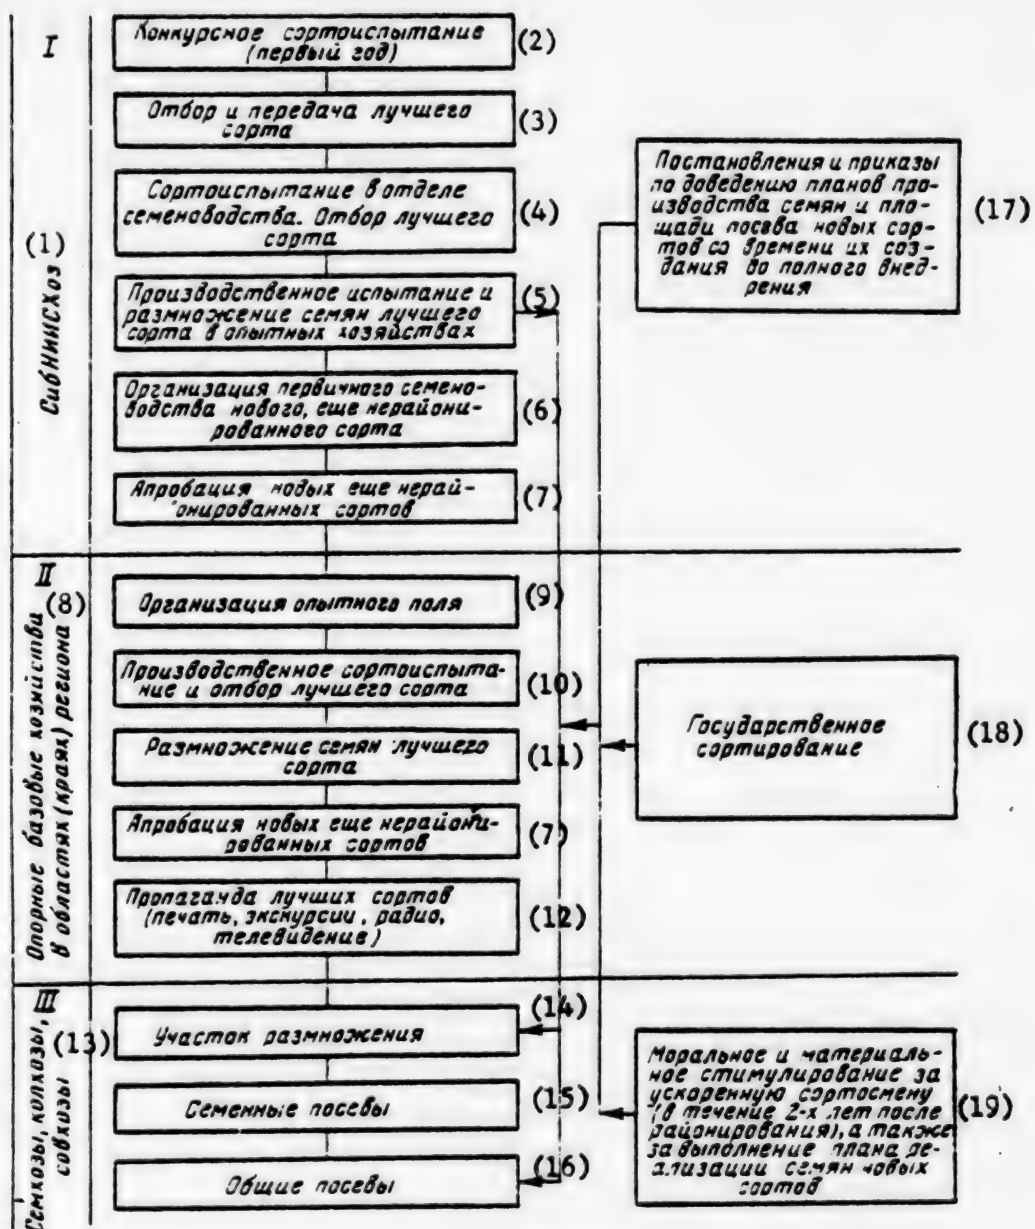 I
(1)
СибНИИСХоз
Конкурсное сортоиспытание
(первый год)
(2)
Отбор и передача лучшего
сорта
(3)
Сортоиспытание в отделе
семеноводства. Отбор лучшего
сорта
(4)
Производственное испытание и
размножение семян лучшего
сорта в опытных хозяйствах
(5)
Организация первичного семено-
водства нового, еще нерайони-
рованного сорта
(6)
Апробация новых еще нерай-
онированных сортов
(7)
Постановления и приказы
по доведению планов про-
изводства семян и пло-
щади посева новых сор-
тов со времени их соз-
дания до полного внед-
рения
(17)
II
(8)
Опорные базовые хозяйства
в областях (краях) региона
Организация опытного поля
(9)
Производственное сортоиспыта-
ние и отбор лучшего сорта
(10)
Размножение семян лучшего
сорта
(11)
Апробация новых еще нерайони-
рованных сортов
(7)
Пропаганда лучших сортов
(печать, экскурсии, радио,
телевидение)
(12)
Государственное
сортирование
(18)
III
(13)
Семхозы, колхозы,
совхозы
Участок размножения
(14)
Семенные посевы
(15)
Общие посевы
(16)
Моральное и материаль-
ное стимулирование за
ускоренную сортосмену
(в течение 2-х лет после
районирования), а также
за выполнение плана ре-
ализации семян новых
сортов
(19)